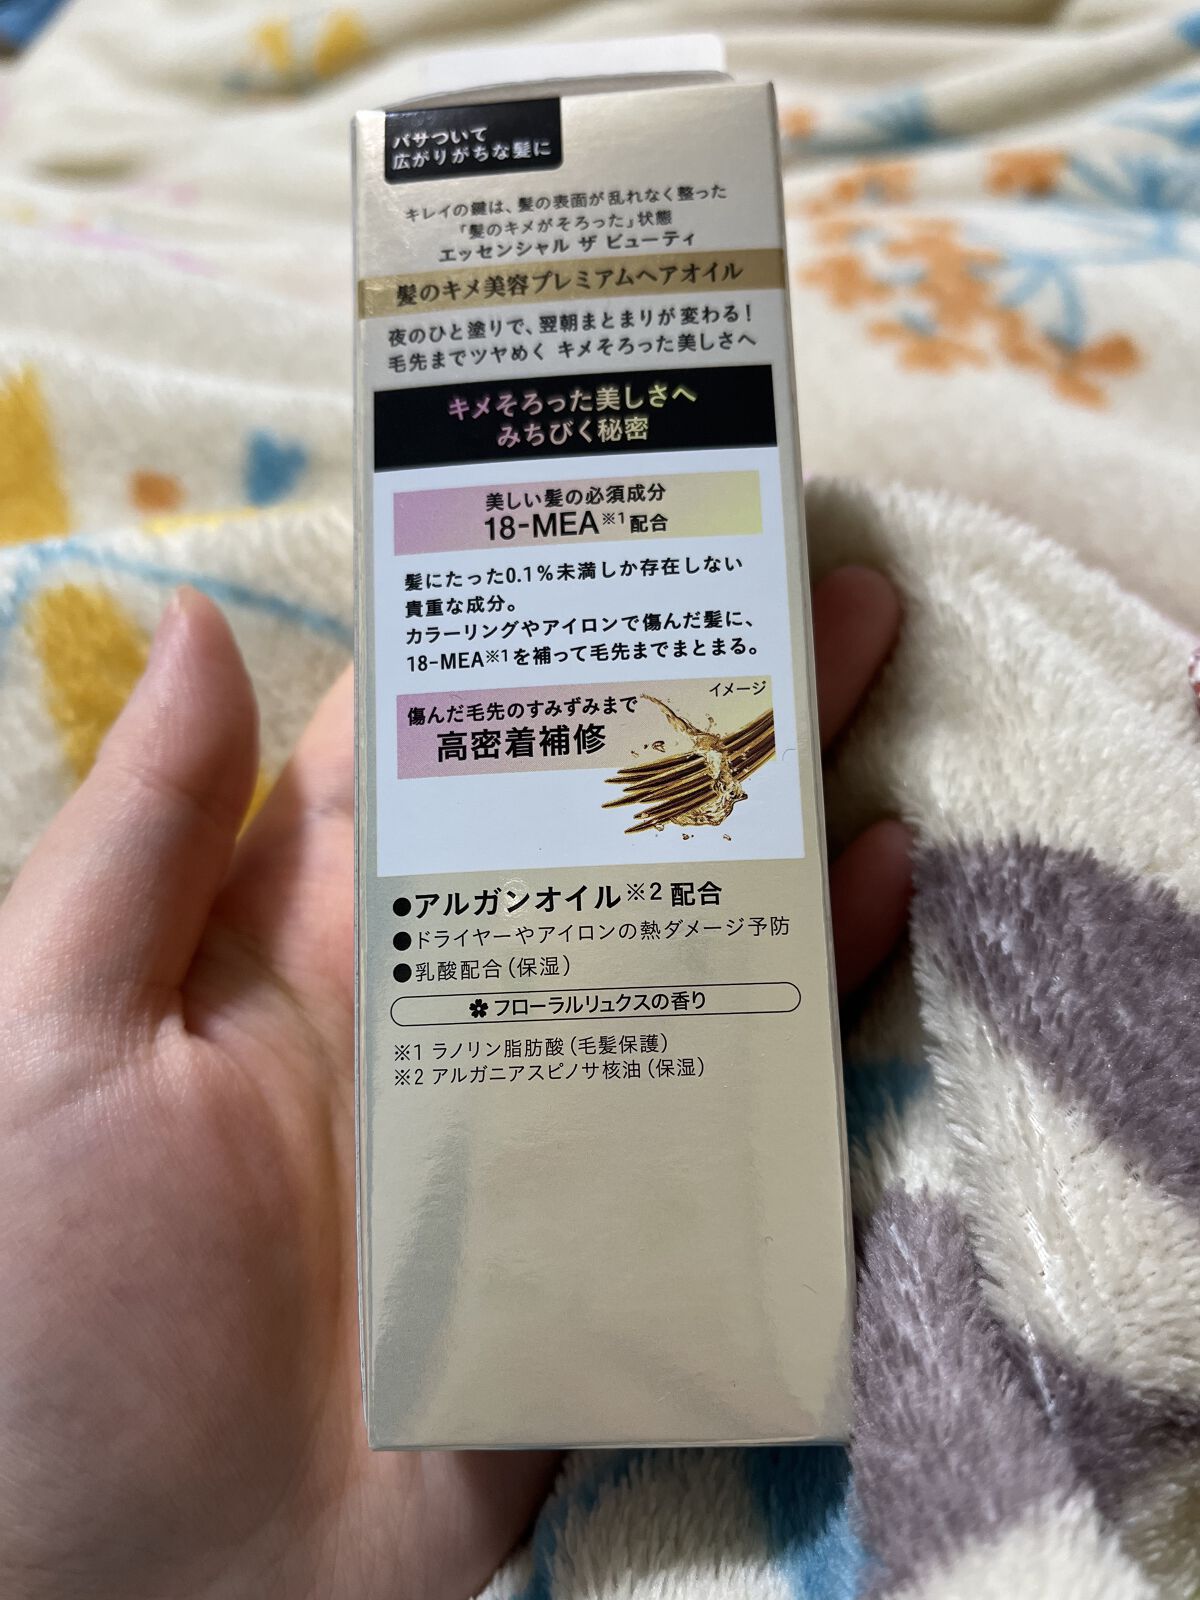 パサついて
広がりがちな髪に
キレイの鍵は、髪の表面が乱れなく整った
「髪のキメがそろった」状態
エッセンシャル ザ ビューティ
髪のキメ美容プレミアムヘアオイル
夜のひと塗りで、翌朝まとまりが変わる！
毛先までツヤめく キメそろった美しさへ
キメそろった美しさへ
みちびく秘密
美しい髪の必須成分
18-MEA※1配合
髪にたった0.1％未満しか存在しない
貴重な成分。
カラーリングやアイロンで傷んだ髪に、
18-MEA※1を補って毛先までまとまる。
イメージ
傷んだ毛先のすみずみまで
高密着補修
●アルガンオイル※2配合
●ドライヤーやアイロンの熱ダメージ予防
●乳酸配合（保湿）
フローラルリュクスの香り
※1 ラノリン脂肪酸（毛髪保護）
※2 アルガニアスピノサ核油（保湿）